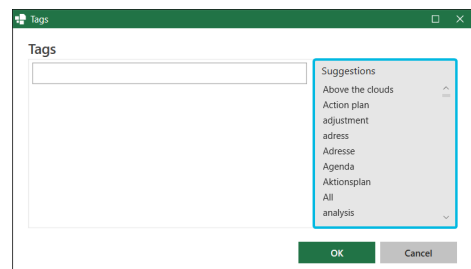 Tags
Tags
Suggestions
Above the clouds
Action plan
adjustment
adress
Adresse
Agenda
Aktionsplan
All
analysis
OK
Cancel